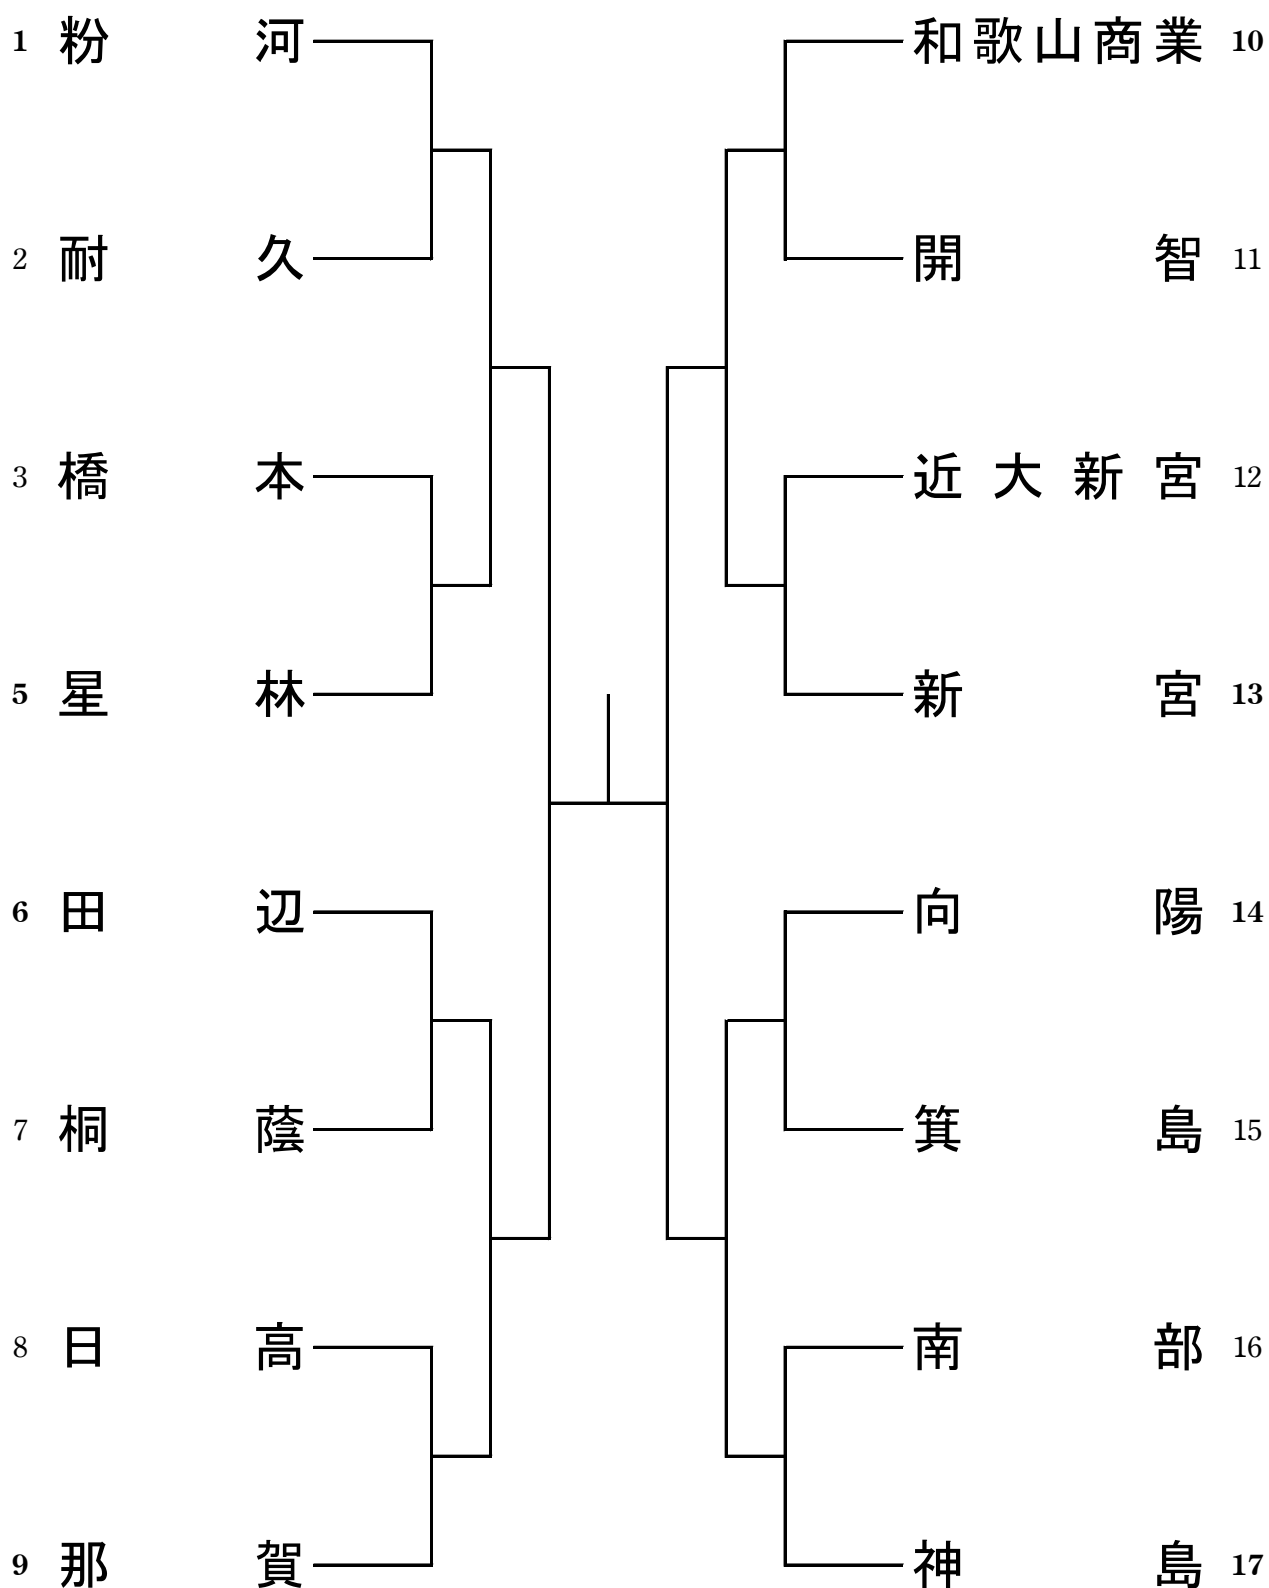 1 粉河
2 耐久
3 橋本
5 星林
6 田辺
7 桐蔭
8 日高
9 那賀
和歌山商業 10
開智 11
近大新宮 12
新宮 13
向陽 14
箕島 15
南部 16
神島 17